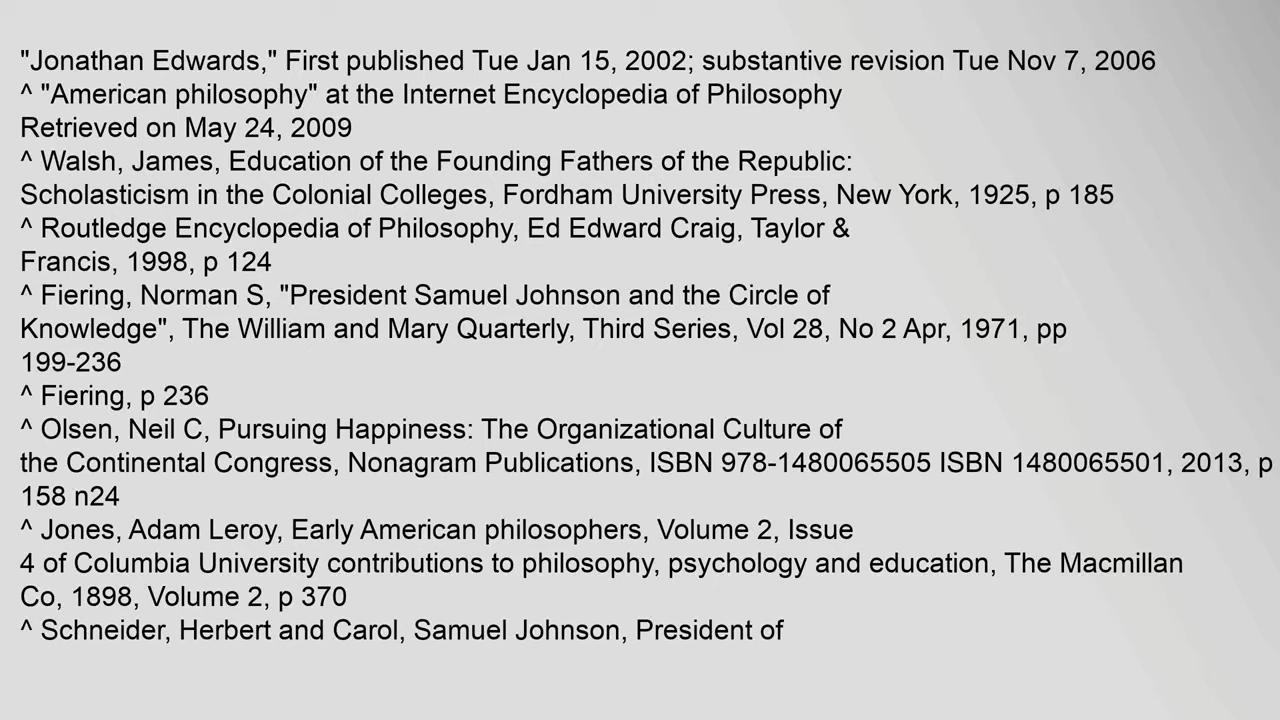 "Jonathan Edwards," First published Tue Jan 15, 2002; substantive revision Tue Nov 7, 2006
^ "American philosophy" at the Internet Encyclopedia of Philosophy
Retrieved on May 24, 2009
^ Walsh, James, Education of the Founding Fathers of the Republic:
Scholasticism in the Colonial Colleges, Fordham University Press, New York, 1925, p 185
^ Routledge Encyclopedia of Philosophy, Ed Edward Craig, Taylor &
Francis, 1998, p 124
^ Fiering, Norman S, "President Samuel Johnson and the Circle of
Knowledge", The William and Mary Quarterly, Third Series, Vol 28, No 2 Apr, 1971, pp
199-236
^ Fiering, p 236
^ Olsen, Neil C, Pursuing Happiness: The Organizational Culture of
the Continental Congress, Nonagram Publications, ISBN 978-1480065505 ISBN 1480065501, 2013, p
158 n24
^ Jones, Adam Leroy, Early American philosophers, Volume 2, Issue
4 of Columbia University contributions to philosophy, psychology and education, The Macmillan
Co, 1898, Volume 2, p 370
^ Schneider, Herbert and Carol, Samuel Johnson, President of